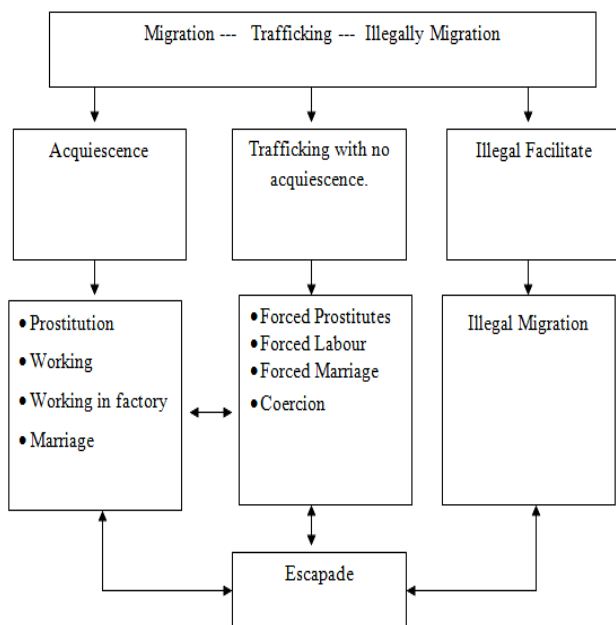 Migration --- Trafficking --- Illegally Migration
Acquiescence
Trafficking with no
acquiescence.
Illegal Facilitate
• Prostitution
• Working
• Working in factory
• Marriage
• Forced Prostitutes
• Forced Labour
• Forced Marriage
• Coercion
Illegal Migration
Escapade